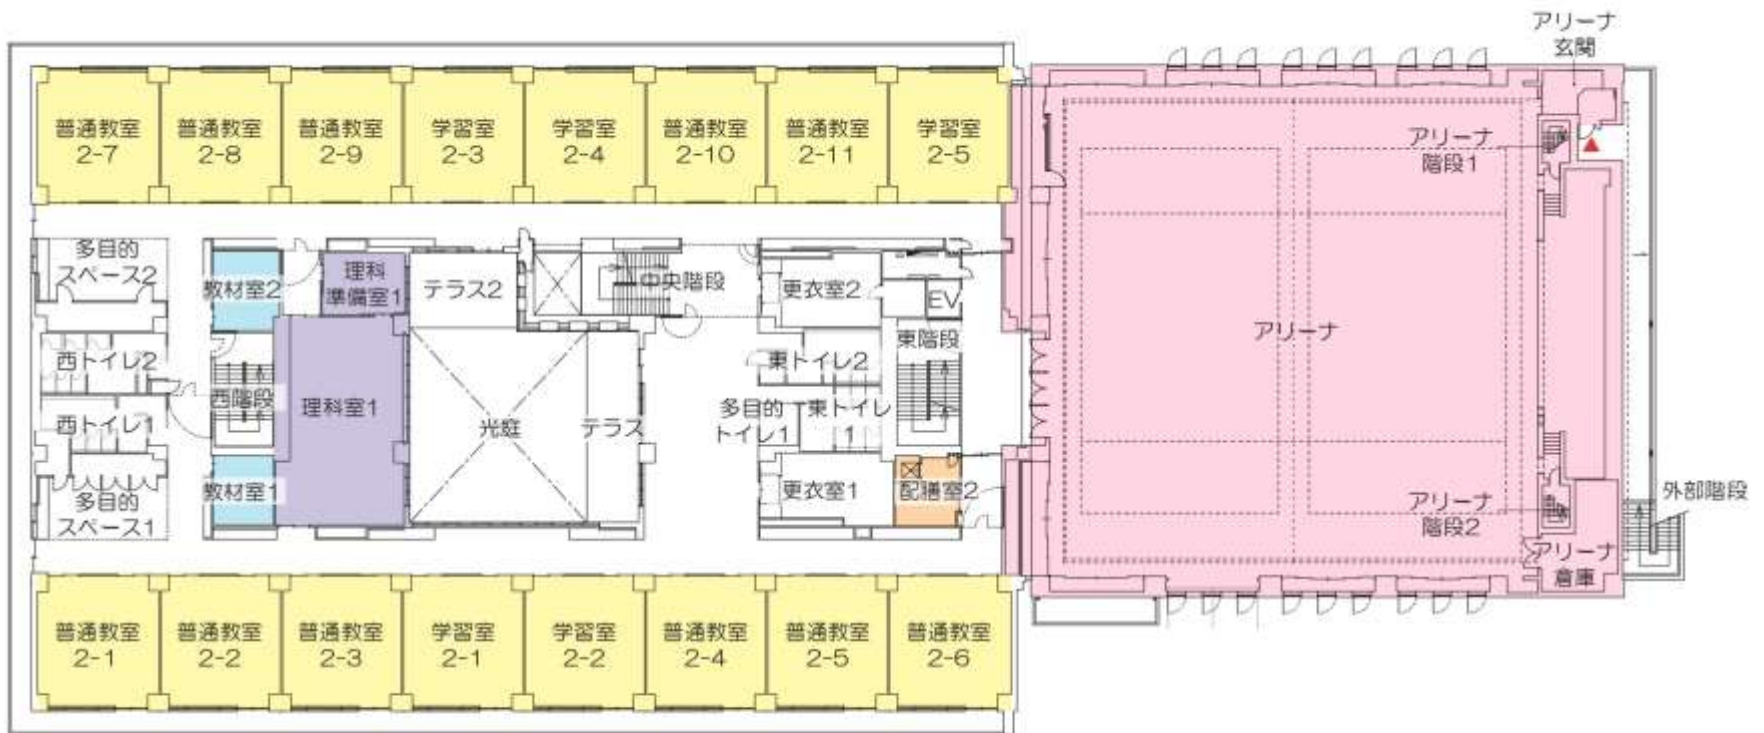 アリーナ
玄関
普通教室
2-7
普通教室
2-8
普通教室
2-9
学習室
2-3
学習室
2-4
普通教室
2-10
普通教室
2-11
学習室
2-5
アリーナ
階段1
多目的
スペース2
教材室2
理科
準備室1
テラス2
中央階段
更衣室2
EV
アリーナ
西トイレ2
東トイレ2
東階段
西階段
理科室1
西トイレ1
光庭
テラス
多目的
トイレ1
東トイレ
1
教材室1
更衣室1
配膳室2
多目的
スペース1
アリーナ
階段2
外部階段
アリーナ
倉庫
普通教室
2-1
普通教室
2-2
普通教室
2-3
学習室
2-1
学習室
2-2
普通教室
2-4
普通教室
2-5
普通教室
2-6